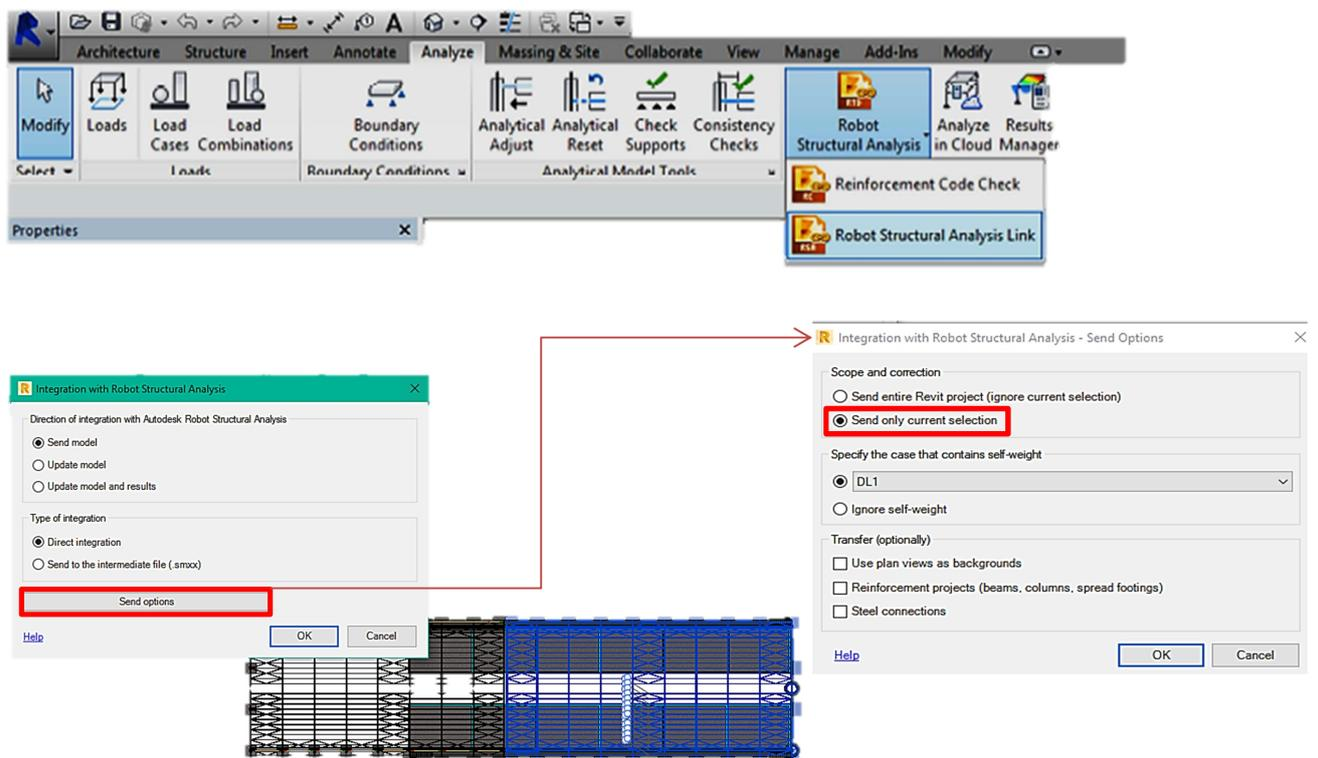 Architecture Structure Insert Annotate Analyze Massing & Site Collaborate View Manage Add-Ins Modify
Modify
Loads
Load
Cases
Load
Combinations
Boundary
Conditions
Analytical
Adjust
Analytical
Reset
Check
Supports
Consistency
Checks
Robot
Structural Analysis
Analyze
in Cloud
Results
Manager
Select
Loads
Boundary Conditions
Analytical Model Tools
RC
Reinforcement Code Check
RSA
Robot Structural Analysis Link
Properties
Integration with Robot Structural Analysis
Direction of integration with Autodesk Robot Structural Analysis
Send model
Update model
Update model and results
Type of integration
Direct integration
Send to the intermediate file (.smxx)
Send options
Help
OK
Cancel
Integration with Robot Structural Analysis - Send Options
Scope and correction
Send entire Revit project (ignore current selection)
Send only current selection
Specify the case that contains self-weight
DL1
Ignore self-weight
Transfer (optionally)
Use plan views as backgrounds
Reinforcement projects (beams, columns, spread footings)
Steel connections
Help
OK
Cancel